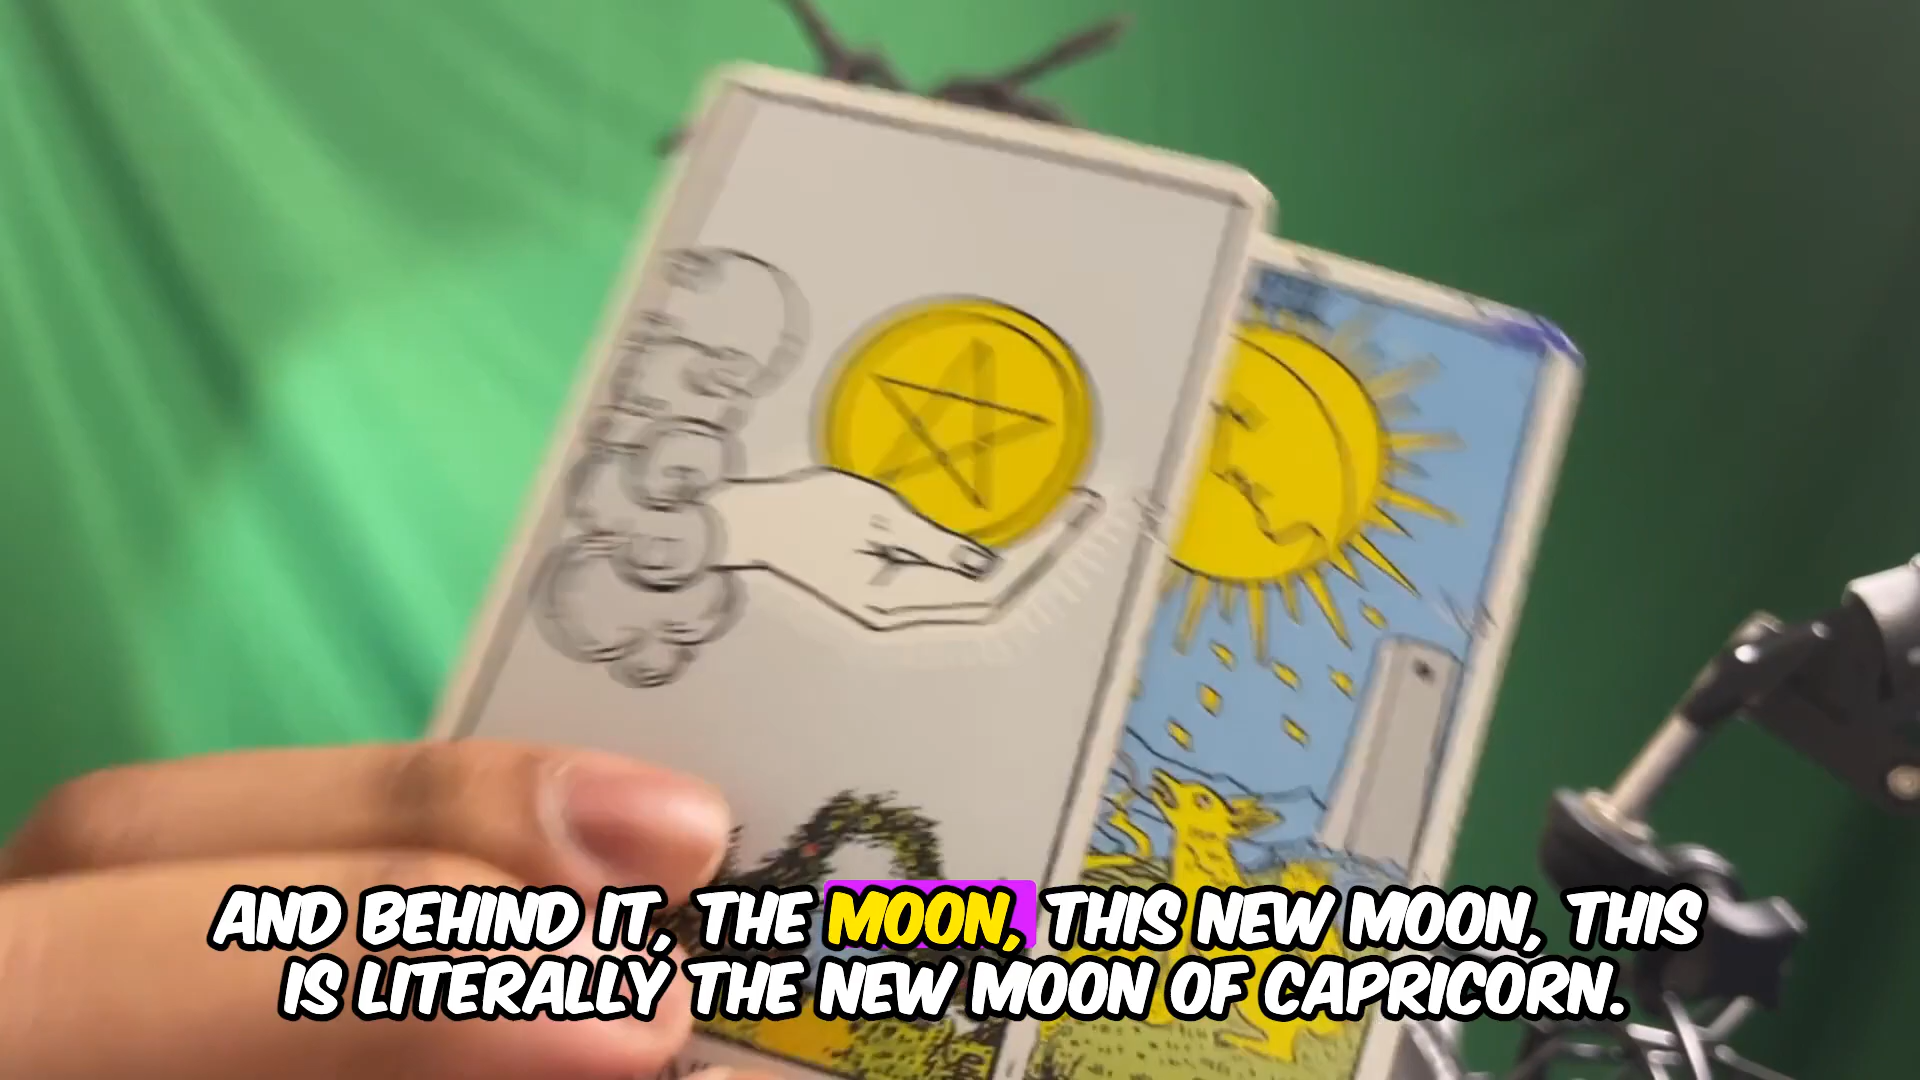 AND BEHIND IT, THE MOON, THIS NEW MOON, THIS
IS LITERALLY THE NEW MOON OF CAPRICORN.